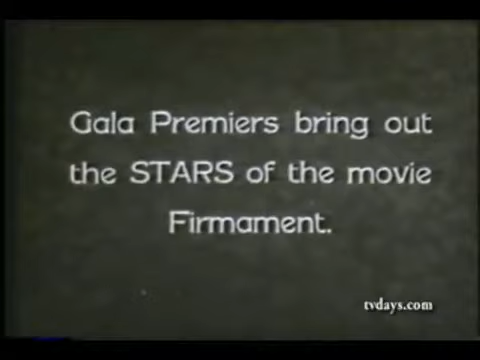 Gala Premiers bring out
the STARS of the movie
Firmament.
tvdays.com